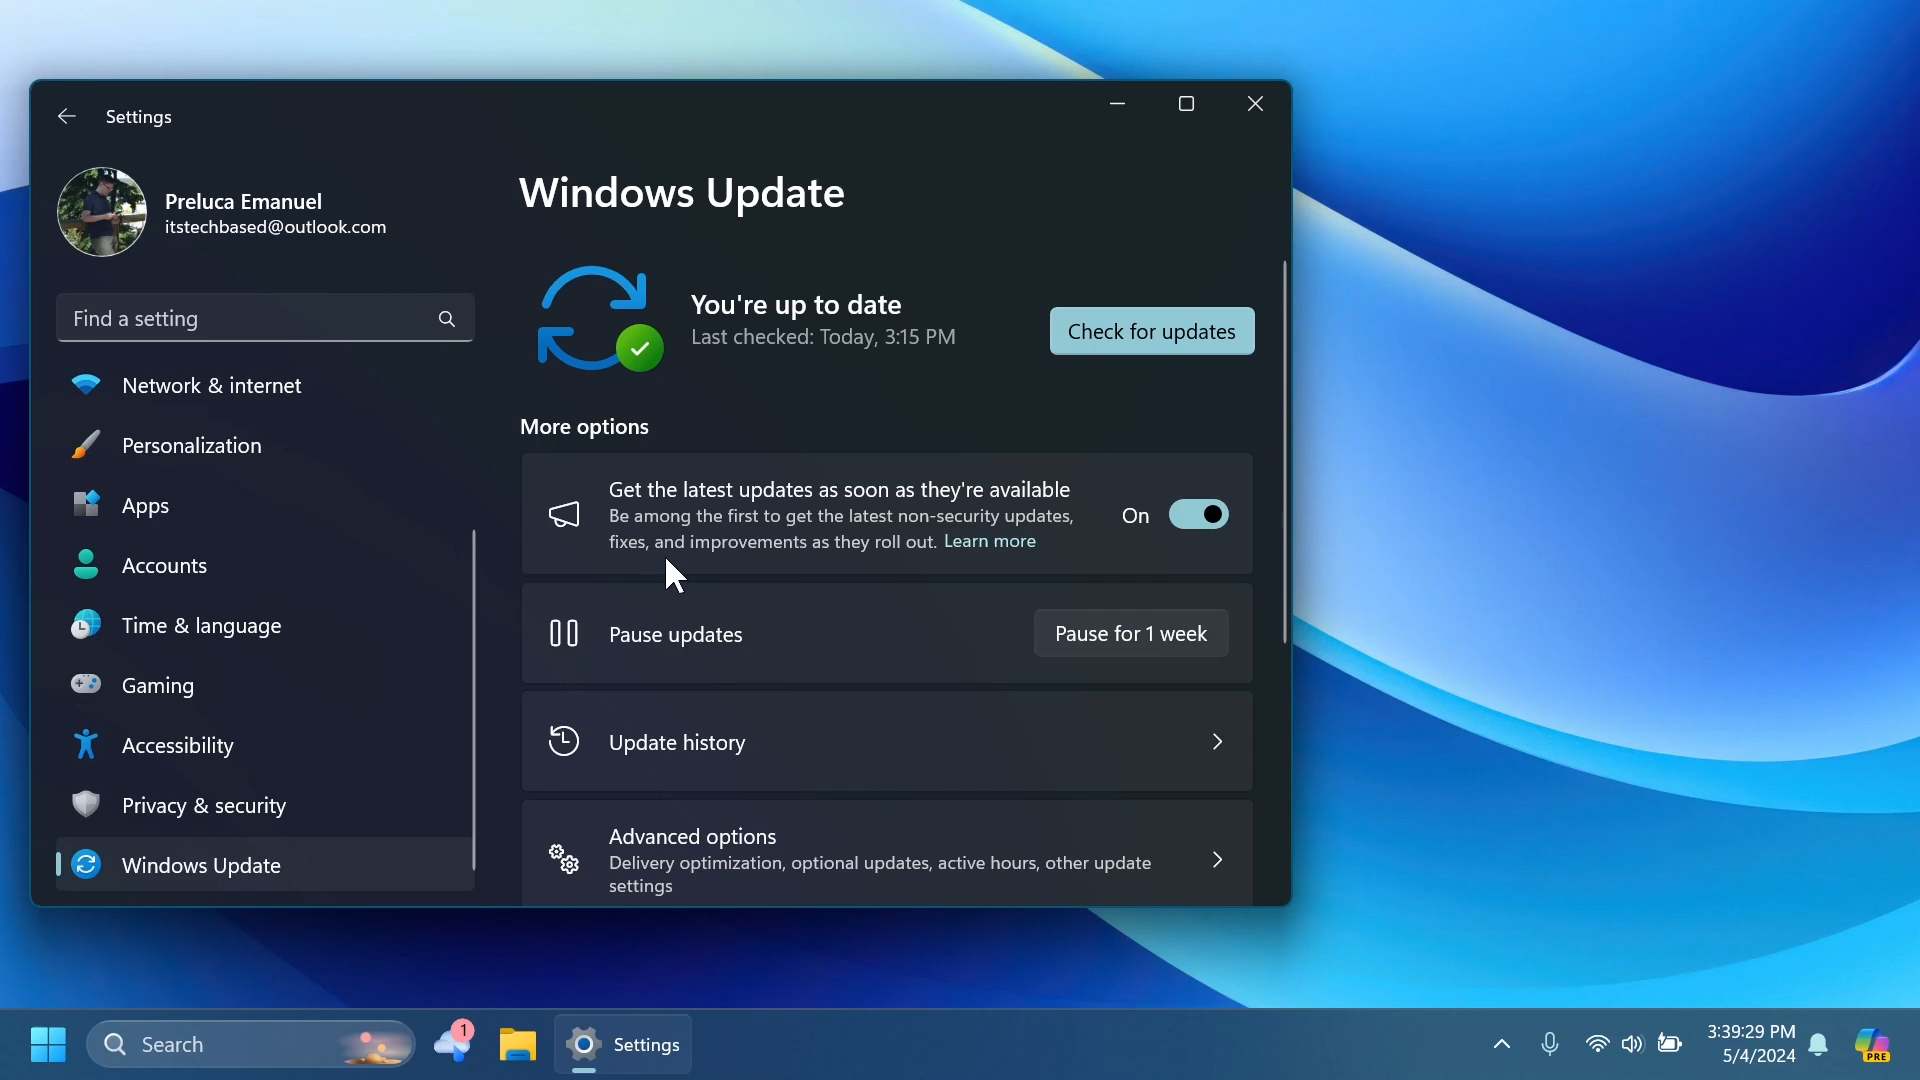 Settings
Preluca Emanuel
itstechbased@outlook.com
Find a setting
Network & internet
Personalization
Apps
Accounts
Time & language
Gaming
Accessibility
Privacy & security
Windows Update
Windows Update
You're up to date
Last checked: Today, 3:15 PM
Check for updates
More options
Get the latest updates as soon as they're available
Be among the first to get the latest non-security updates,
fixes, and improvements as they roll out. Learn more
On
Pause updates
Pause for 1 week
Update history
Advanced options
Delivery optimization, optional updates, active hours, other update
settings
Search
1
Settings
3:39:29 PM
5/4/2024
PRE